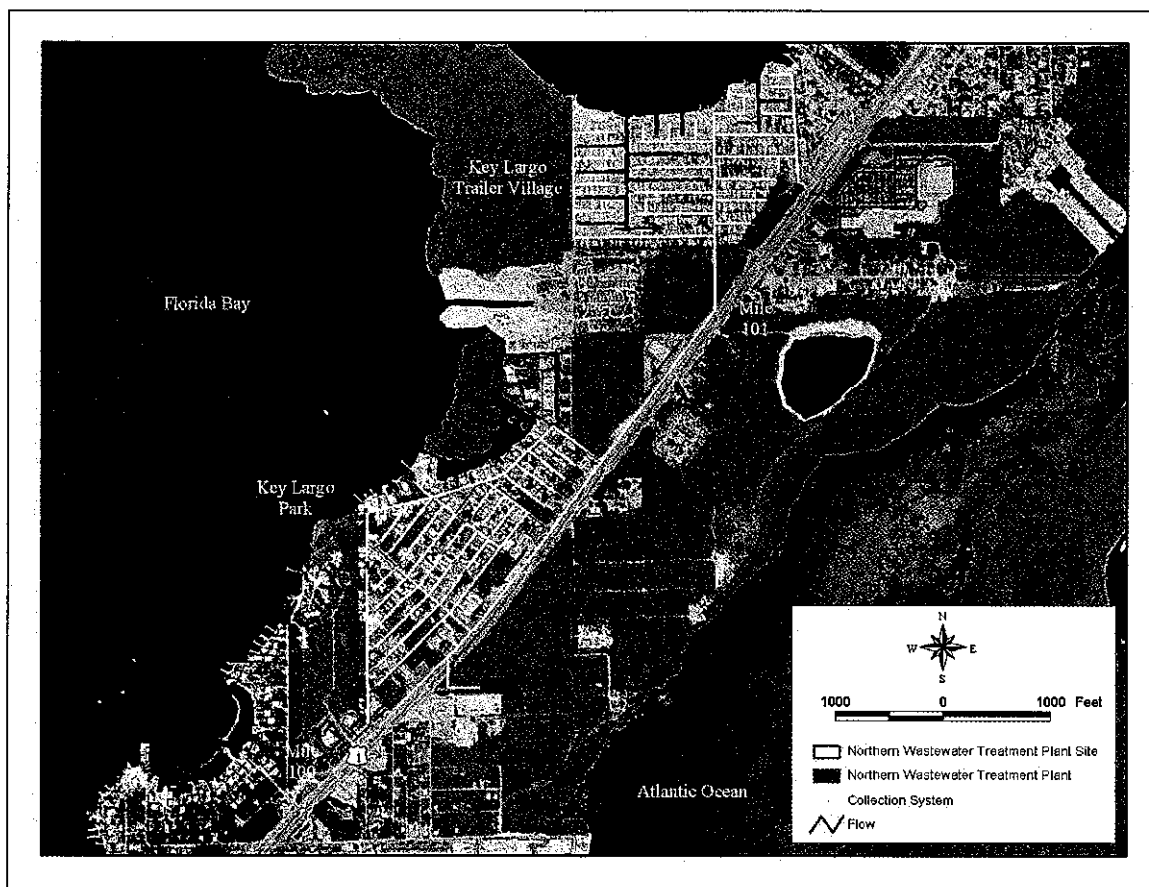 Key Largo
Trailer Village
Florida Bay
Mile
101
Key Largo
Park
Mile
100
1
Atlantic Ocean
N
W E
S
1000 0 1000 Feet
Northern Wastewater Treatment Plant Site
Northern Wastewater Treatment Plant
Collection System
Flow